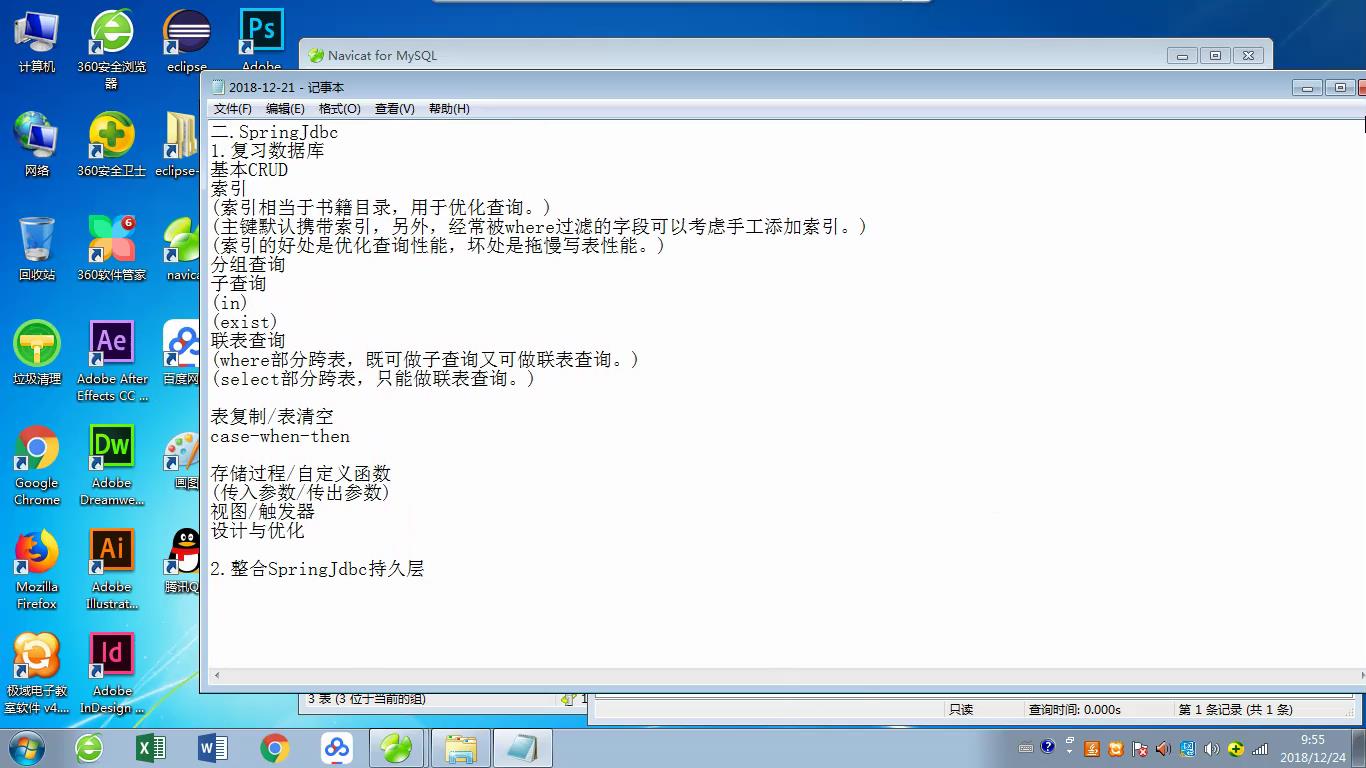 计算机
360安全浏览
器
eclipse
Ps
Adobe
网络
360安全卫士
eclipse-
回收站
6
360软件管家
navica
垃圾清理
Ae
Adobe After
Effects CC ...
百度网
Google
Chrome
Dw
Adobe
Dreamwe...
画图
Mozilla
Firefox
Ai
Adobe
Illustrat...
腾讯Q
极域电子教
室软件 v4....
Id
Adobe
InDesign ...
Navicat for MySQL
2018-12-21 - 记事本
文件(F) 编辑(E) 格式(O) 查看(V) 帮助(H)
二.SpringJdbc
1.复习数据库
基本CRUD
索引
(索引相当于书籍目录，用于优化查询。)
(主键默认携带索引，另外，经常被where过滤的字段可以考虑手工添加索引。)
(索引的好处是优化查询性能，坏处是拖慢写表性能。)
分组查询
子查询
(in)
(exist)
联表查询
(where部分跨表，既可做子查询又可做联表查询。)
(select部分跨表，只能做联表查询。)
表复制/表清空
case-when-then
存储过程/自定义函数
(传入参数/传出参数)
视图/触发器
设计与优化
2.整合SpringJdbc持久层
3 表 (3 位于当前的组)
1
只读 查询时间: 0.000s 第 1 条记录 (共 1 条)
9:55
2018/12/24